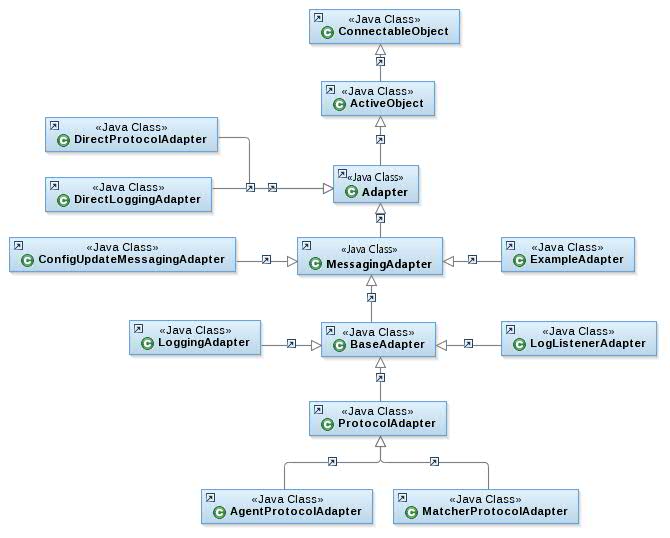 «Java Class»
ConnectableObject
«Java Class»
ActiveObject
«Java Class»
DirectProtocolAdapter
«Java Class»
DirectLoggingAdapter
«Java Class»
Adapter
«Java Class»
ConfigUpdateMessagingAdapter
«Java Class»
MessagingAdapter
«Java Class»
ExampleAdapter
«Java Class»
LoggingAdapter
«Java Class»
BaseAdapter
«Java Class»
LogListenerAdapter
«Java Class»
ProtocolAdapter
«Java Class»
AgentProtocolAdapter
«Java Class»
MatcherProtocolAdapter